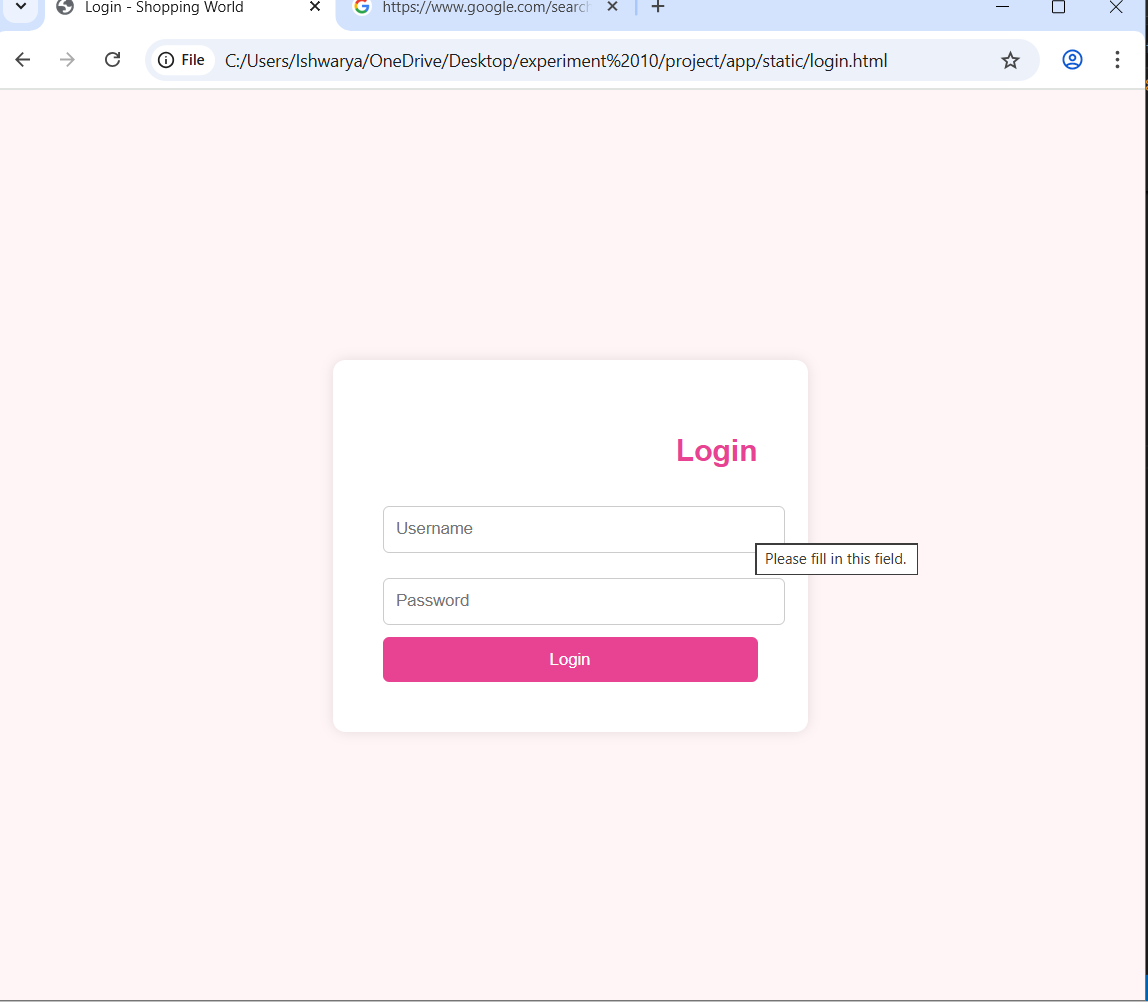 Login - Shopping World
https://www.google.com/search
File
C:/Users/Ishwarya/OneDrive/Desktop/experiment%2010/project/app/static/login.html
Login
Username
Please fill in this field.
Password
Login